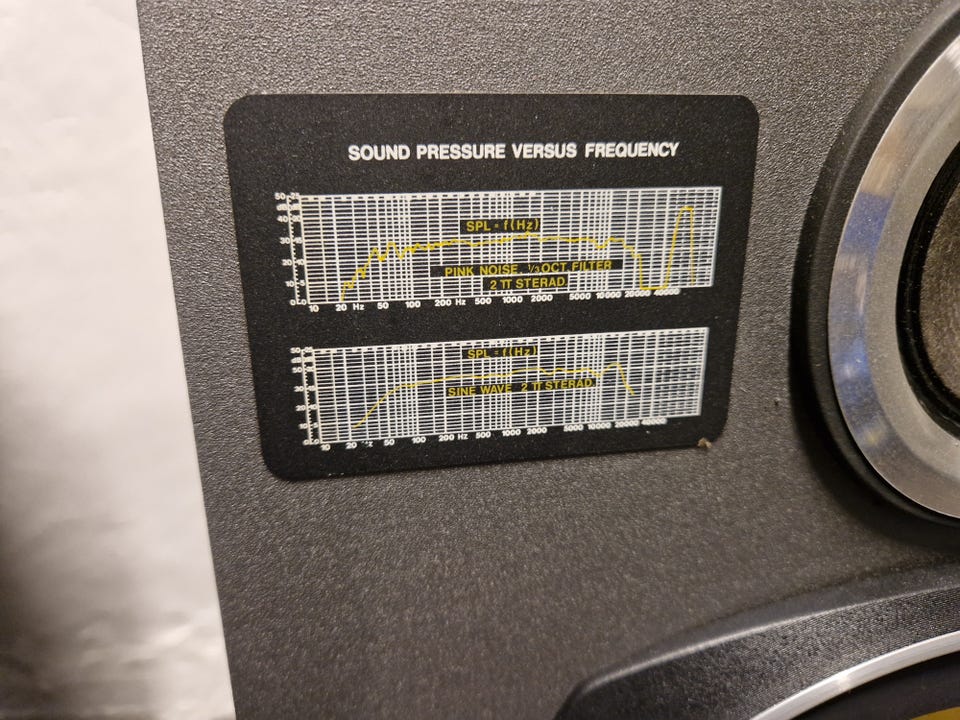 SOUND PRESSURE VERSUS FREQUENCY
SPL = f(Hz)
PINK NOISE, 1/3 OCT FILTER
2 π STERAD.
10 20 Hz 50 100 200 Hz 500 1000 2000 5000 10000 20000 40000
SPL = f(Hz)
SINE WAVE, 2 π STERAD.
10 20 50 100 200 Hz 500 1000 2000 5000 10000 20000 40000